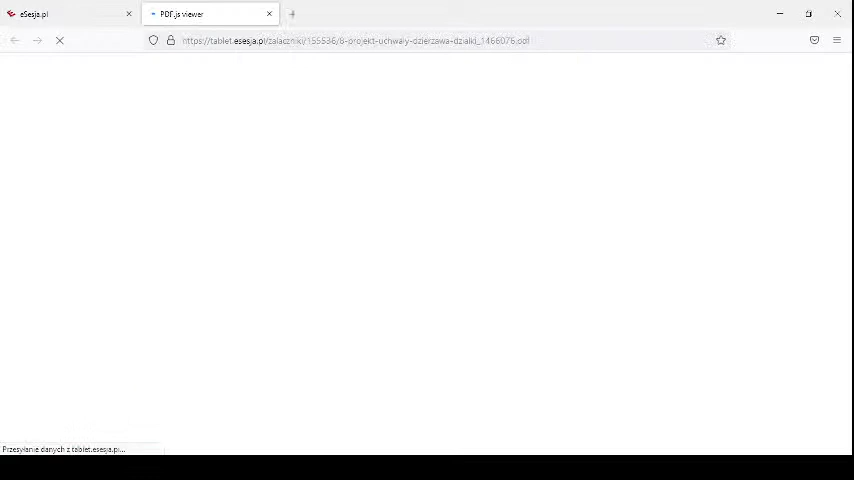 eSesja.pl
PDF.js viewer
https://tablet.esesja.pl/zalaczniki/155536/8-projekt-uchwaly-dzierzawa-dzialki_1466076.pdf
Przesyłanie danych z tablet.esesja.pl...